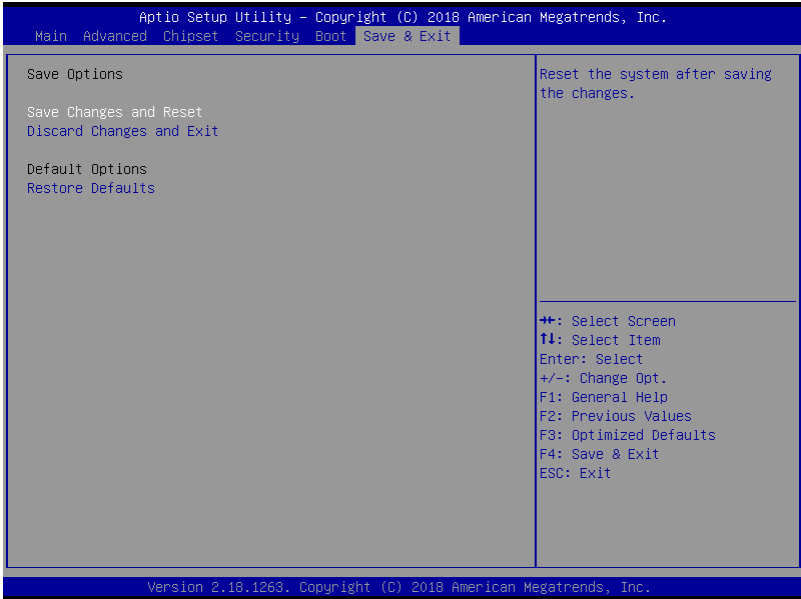 Aptio Setup Utility – Copyright (C) 2018 American Megatrends, Inc.
Main Advanced Chipset Security Boot Save & Exit
Save Options
Save Changes and Reset
Discard Changes and Exit
Default Options
Restore Defaults
Reset the system after saving
the changes.
→←: Select Screen
↑↓: Select Item
Enter: Select
+/-: Change Opt.
F1: General Help
F2: Previous Values
F3: Optimized Defaults
F4: Save & Exit
ESC: Exit
Version 2.18.1263. Copyright (C) 2018 American Megatrends, Inc.